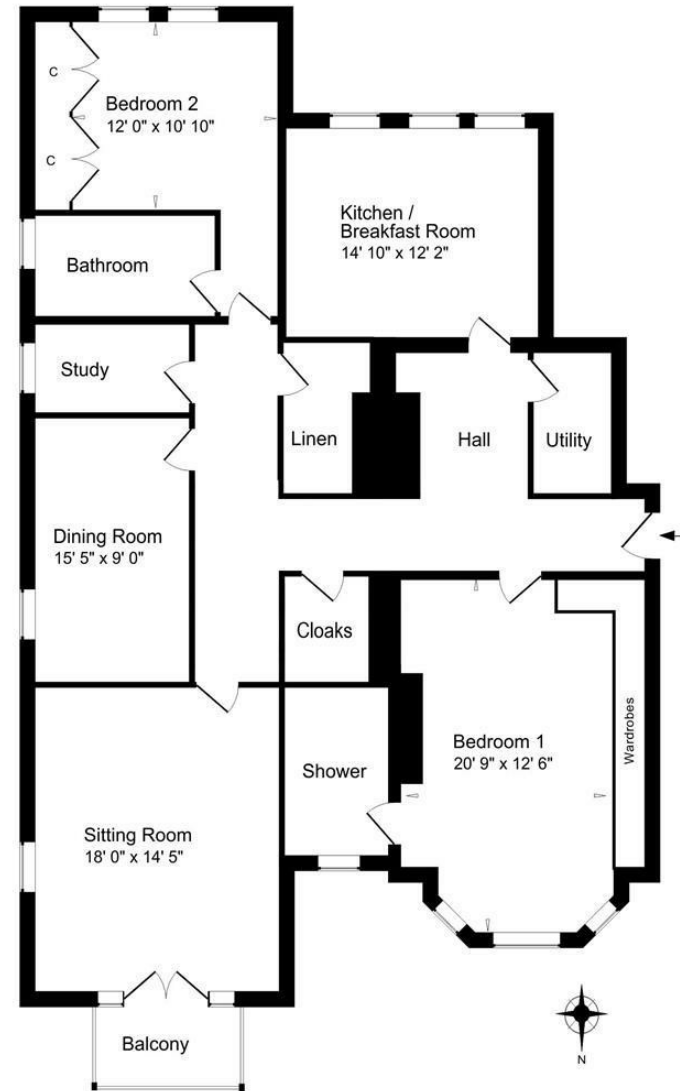 C
Bedroom 2
12' 0" x 10' 10"
C
Kitchen /
Breakfast Room
14' 10" x 12' 2"
Bathroom
Study
Linen
Hall
Utility
Dining Room
15' 5" x 9' 0"
Cloaks
Shower
Bedroom 1
20' 9" x 12' 6"
Wardrobes
Sitting Room
18' 0" x 14' 5"
Balcony
N